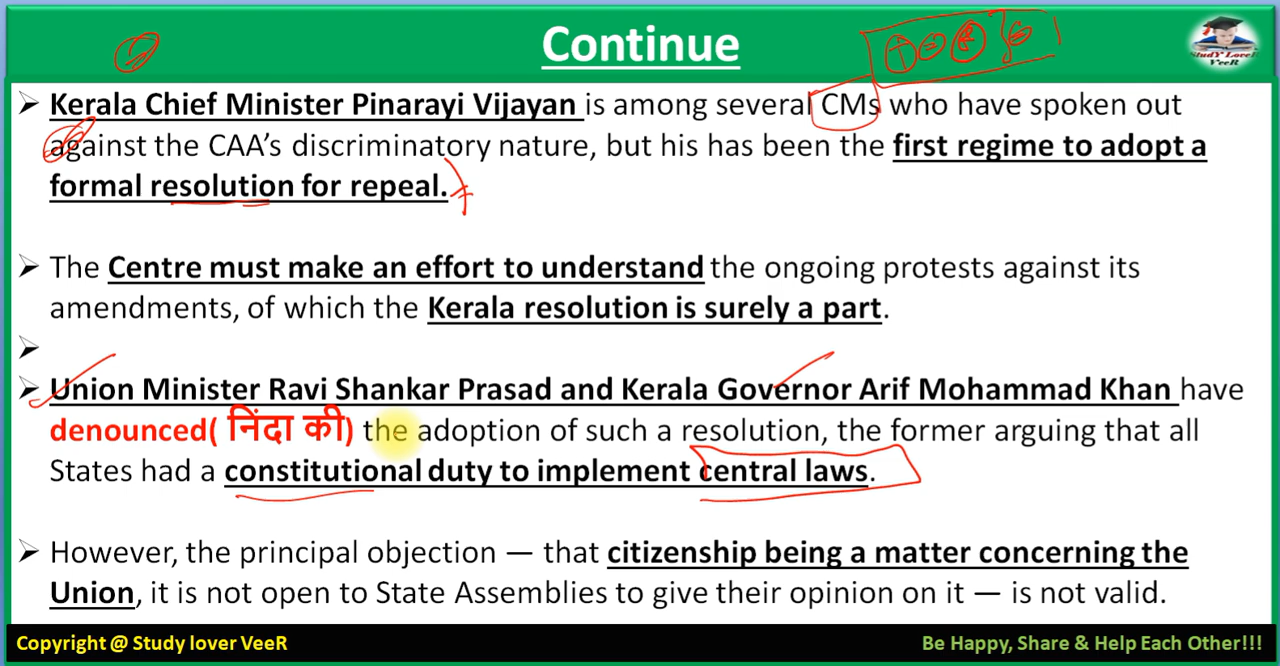 Continue
StudY LoveR
VeeR
➤ Kerala Chief Minister Pinarayi Vijayan is among several CMs who have spoken out
against the CAA’s discriminatory nature, but his has been the first regime to adopt a
formal resolution for repeal.
➤ The Centre must make an effort to understand the ongoing protests against its
amendments, of which the Kerala resolution is surely a part.
➤
➤ Union Minister Ravi Shankar Prasad and Kerala Governor Arif Mohammad Khan have
denounced( निंदा की) the adoption of such a resolution, the former arguing that all
States had a constitutional duty to implement central laws.
➤ However, the principal objection — that citizenship being a matter concerning the
Union, it is not open to State Assemblies to give their opinion on it — is not valid.
Copyright @ Study lover VeeR
Be Happy, Share & Help Each Other!!!